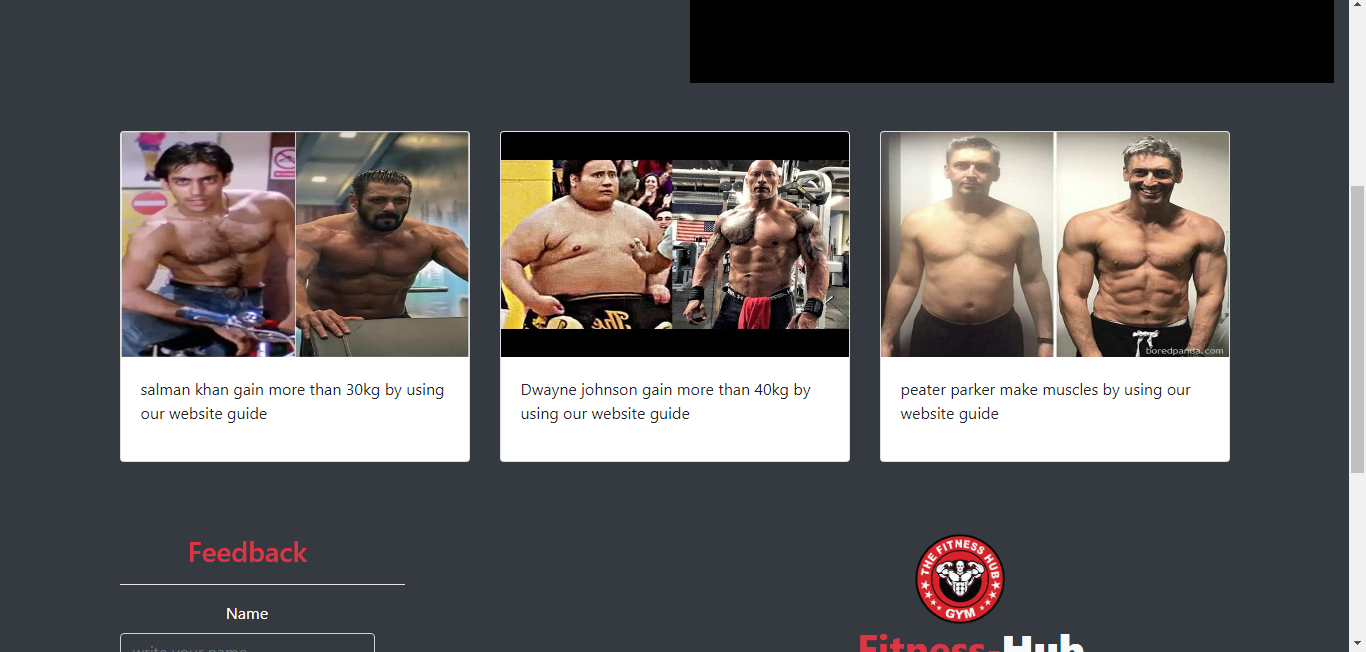 salman khan gain more than 30kg by using
our website guide
Dwayne johnson gain more than 40kg by
using our website guide
boredpanda.com
peater parker make muscles by using our
website guide
Feedback
Name
write your name
THE FITNESS HUB
GYM
Fitness-Hub